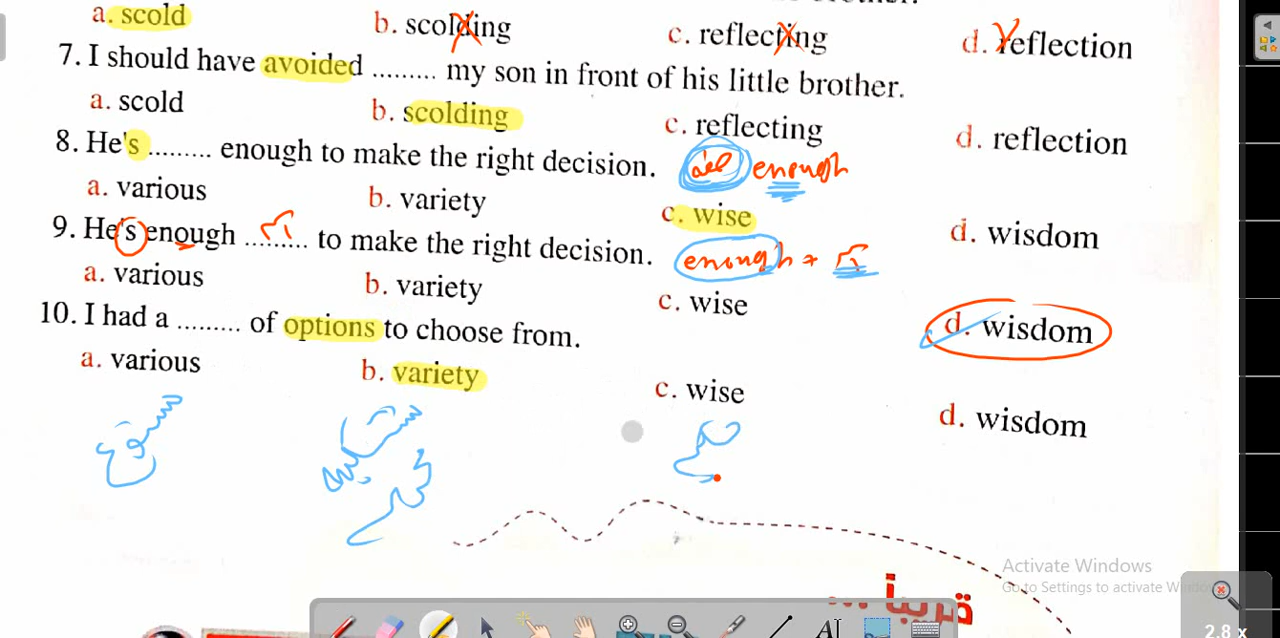 a. scold b. scolding c. reflecting d. reflection
7. I should have avoided ......... my son in front of his little brother.
a. scold b. scolding c. reflecting d. reflection
8. He's ......... enough to make the right decision. enough
a. various b. variety c. wise d. wisdom
9. He's enough ......... to make the right decision. enough +
a. various b. variety c. wise d. wisdom
10. I had a ......... of options to choose from.
a. various b. variety c. wise d. wisdom
Activate Windows
Go to Settings to activate
2.8 x